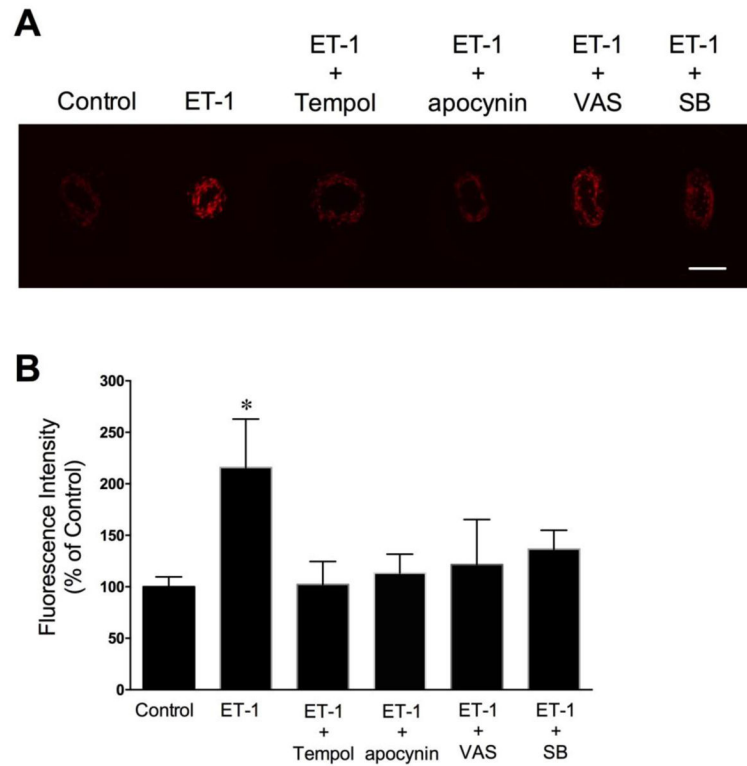 A
Control
ET-1
ET-1
+
Tempol
ET-1
+
apocynin
ET-1
+
VAS
ET-1
+
SB
B
Fluorescence Intensity
(% of Control)
300
250
200
150
100
50
0
*
Control
ET-1
ET-1
+
Tempol
ET-1
+
apocynin
ET-1
+
VAS
ET-1
+
SB